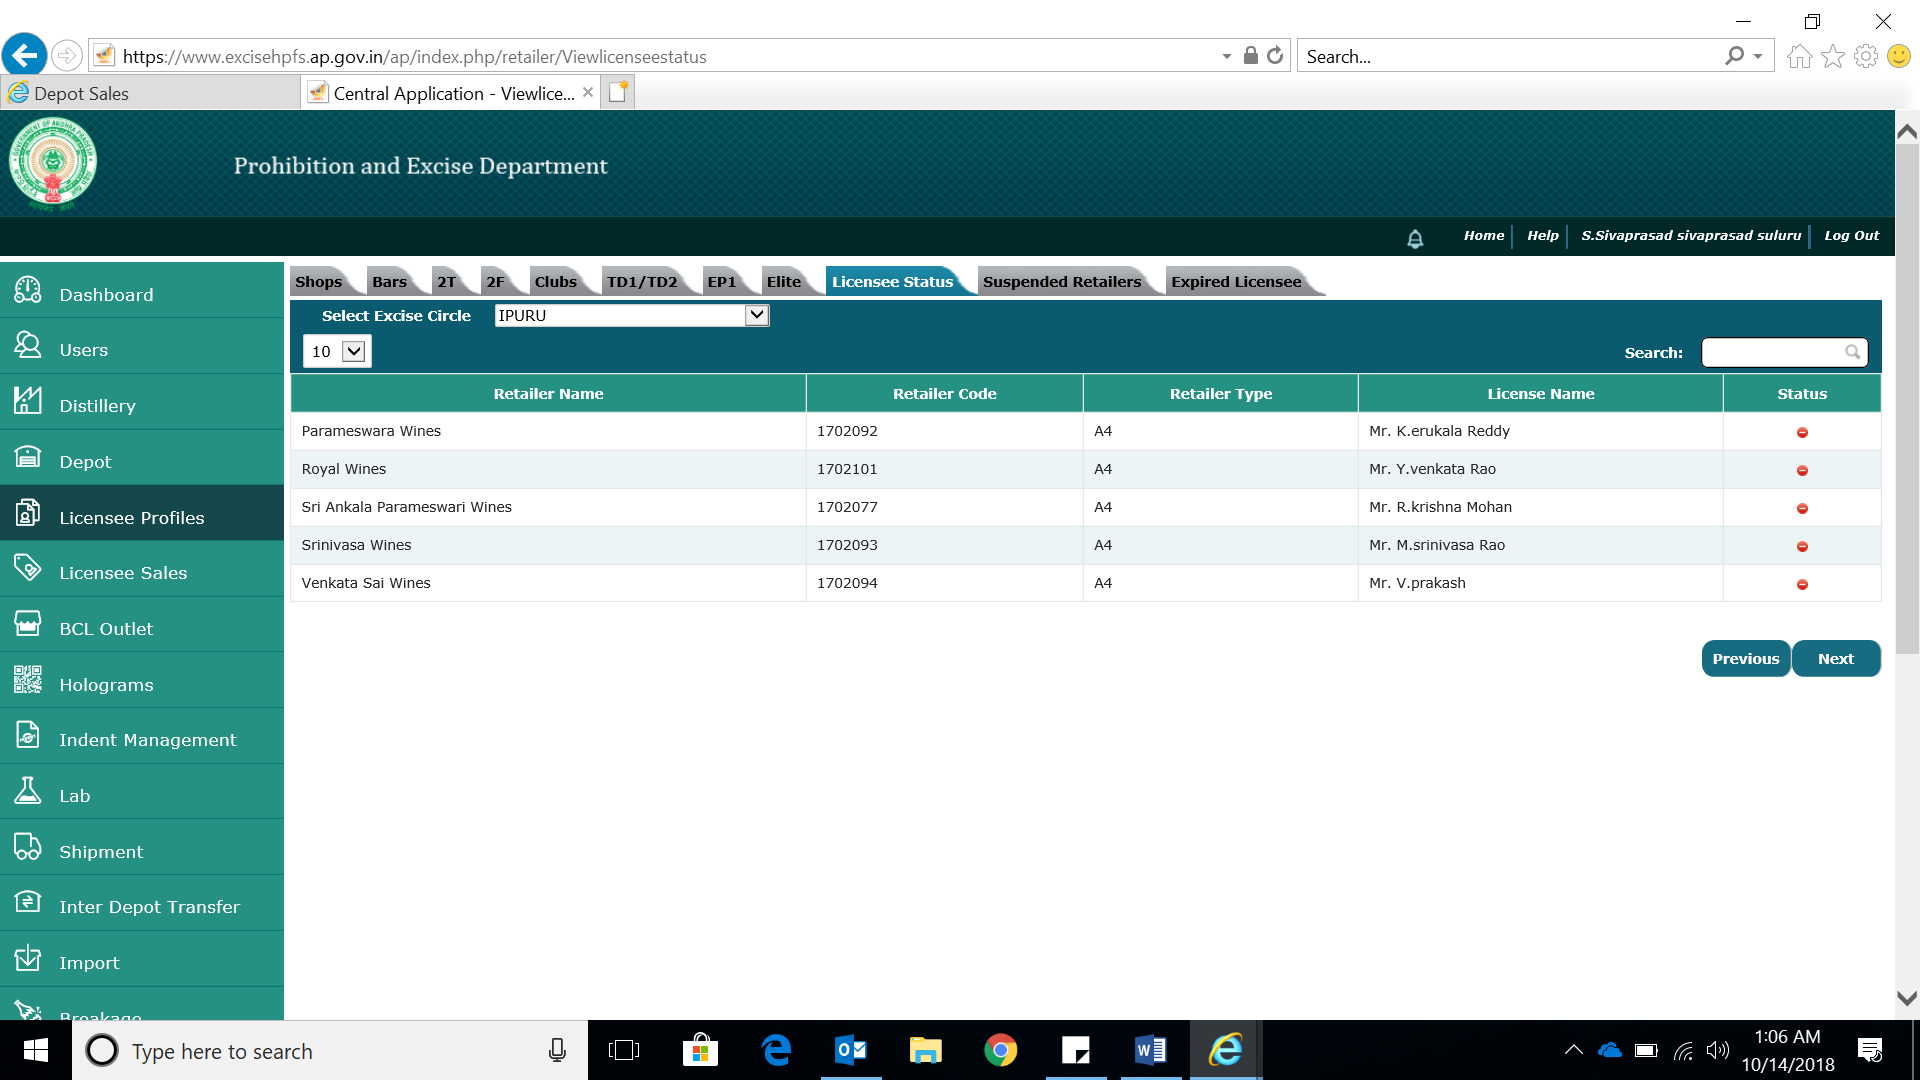 https://www.excisehpfs.ap.gov.in/ap/index.php/retailer/Viewlicenseestatus
Search...
Depot Sales
Central Application - Viewlice...
Prohibition and Excise Department
Home Help S.Sivaprasad sivaprasad suluru Log Out
Dashboard
Users
Distillery
Depot
Licensee Profiles
Licensee Sales
BCL Outlet
Holograms
Indent Management
Lab
Shipment
Inter Depot Transfer
Import
Breakage
Shops Bars 2T 2F Clubs TD1/TD2 EP1 Elite Licensee Status Suspended Retailers Expired Licensee
Select Excise Circle IPURU
10 Search:
Retailer Name Retailer Code Retailer Type License Name Status
Parameswara Wines 1702092 A4 Mr. K.erukala Reddy
Royal Wines 1702101 A4 Mr. Y.venkata Rao
Sri Ankala Parameswari Wines 1702077 A4 Mr. R.krishna Mohan
Srinivasa Wines 1702093 A4 Mr. M.srinivasa Rao
Venkata Sai Wines 1702094 A4 Mr. V.prakash
Previous Next
Type here to search
1:06 AM
10/14/2018